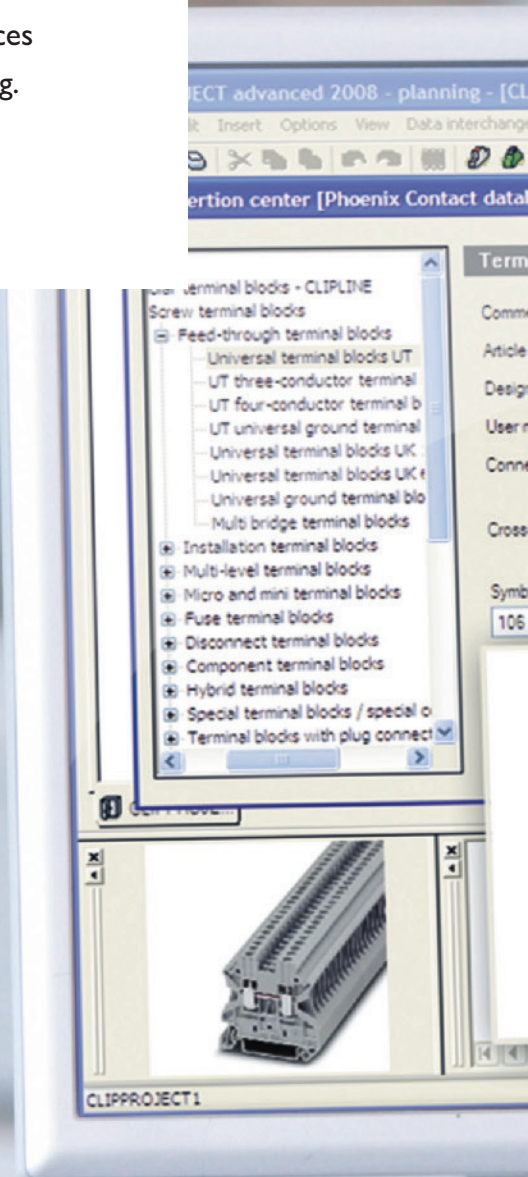 ces
g.
ECT advanced 2008 - planning - [CL
Insert Options View Data interchange
ertion center [Phoenix Contact datab
terminal blocks - CLIPLINE
Screw terminal blocks
Feed-through terminal blocks
Universal terminal blocks UT
UT three-conductor terminal
UT four-conductor terminal b
UT universal ground terminal
Universal terminal blocks UK
Universal terminal blocks UK e
Universal ground terminal blo
Multi bridge terminal blocks
Installation terminal blocks
Multi-level terminal blocks
Micro and mini terminal blocks
Fuse terminal blocks
Disconnect terminal blocks
Component terminal blocks
Hybrid terminal blocks
Special terminal blocks / special c
Terminal blocks with plug connect
Term
Comme
Article
Design
User n
Conne
Cross
Symb
106
CLIPPROJECT1